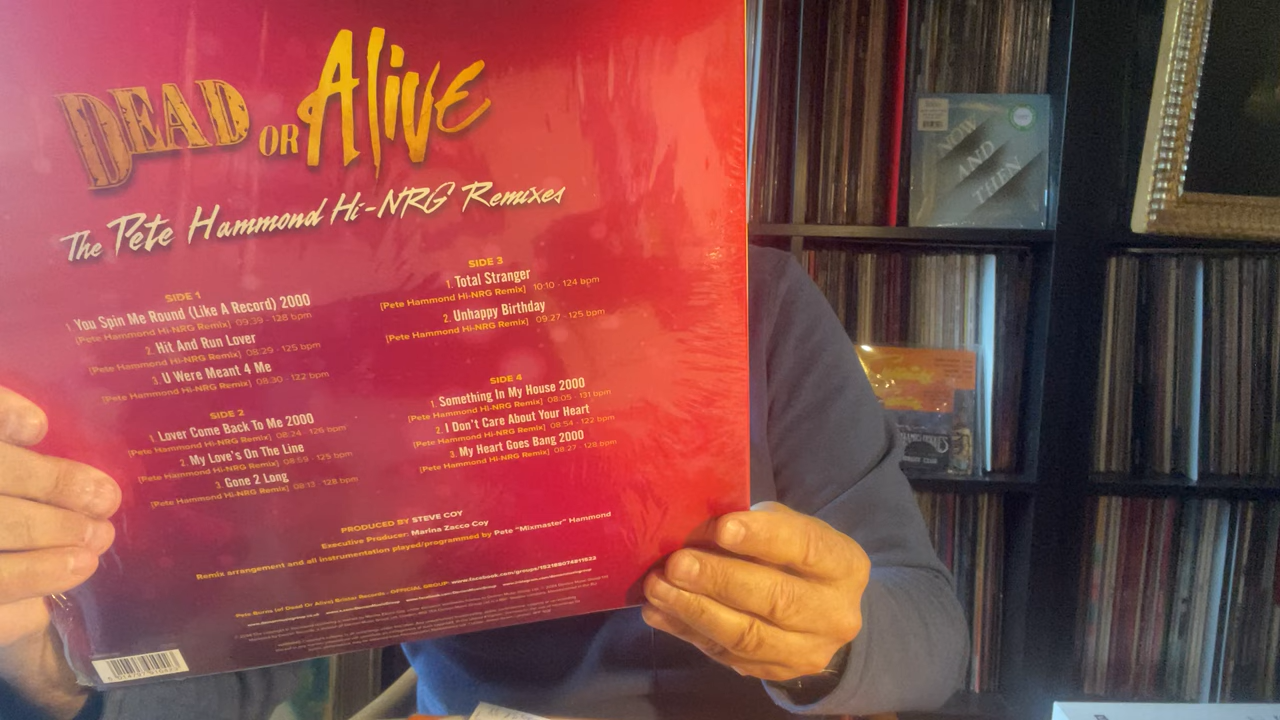 DEAD OR Alive
The Pete Hammond Hi-NRG Remixes
SIDE 1
1. You Spin Me Round (Like A Record) 2000
[Pete Hammond Hi-NRG Remix] 09.39 - 128 bpm
2. Hit And Run Lover
[Pete Hammond Hi-NRG Remix] 08:29 - 125 bpm
3. U Were Meant 4 Me
[Pete Hammond Hi-NRG Remix] 08:30 - 122 bpm
SIDE 2
1. Lover Come Back To Me 2000
[Pete Hammond Hi-NRG Remix] 08:24 - 126 bpm
2. My Love's On The Line
[Pete Hammond Hi-NRG Remix] 08:59 - 125 bpm
3. Gone 2 Long
[Pete Hammond Hi-NRG Remix] 08:13 - 128 bpm
SIDE 3
1. Total Stranger
[Pete Hammond Hi-NRG Remix] 10:10 - 124 bpm
2. Unhappy Birthday
[Pete Hammond Hi-NRG Remix] 09:27 - 125 bpm
SIDE 4
1. Something In My House 2000
[Pete Hammond Hi-NRG Remix] 08:05 - 131 bpm
2. I Don't Care About Your Heart
[Pete Hammond Hi-NRG Remix] 08:54 - 122 bpm
3. My Heart Goes Bang 2000
[Pete Hammond Hi-NRG Remix] 08:27 - 128 bpm
PRODUCED BY STEVE COY
Executive Producer: Marina Zacco Coy
Remix arrangement and all instrumentation played/programmed by Pete "Mixmaster" Hammond
Pete Burns (of Dead Or Alive) Bristar Records - OFFICIAL GROUP:
NOW
AND
THEN